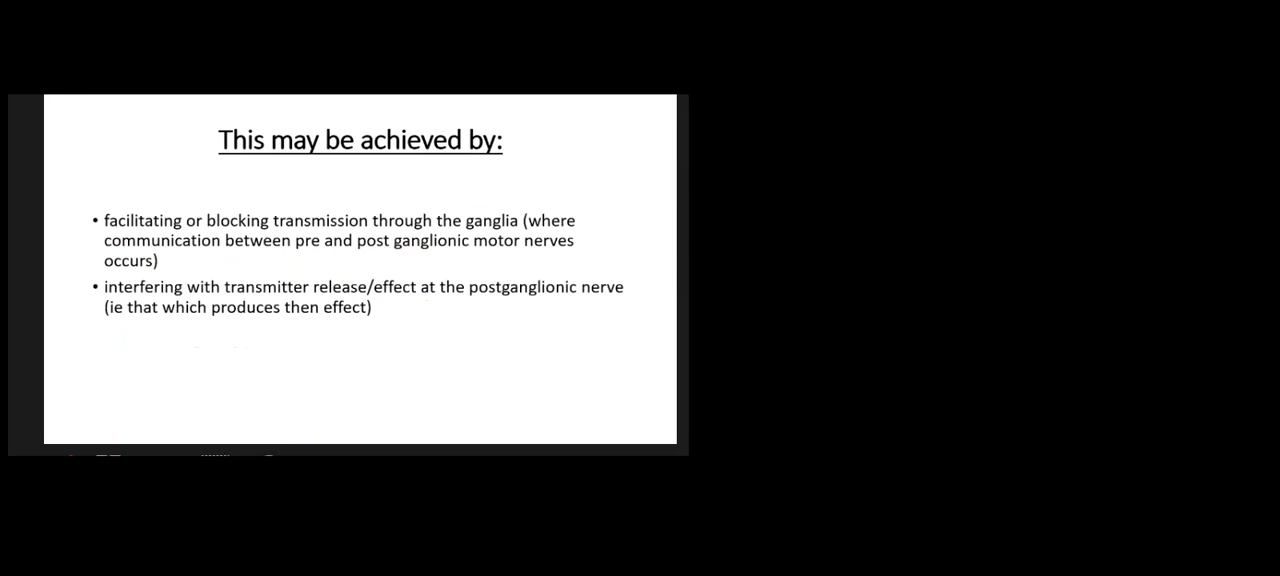 This may be achieved by:
• facilitating or blocking transmission through the ganglia (where
communication between pre and post ganglionic motor nerves
occurs)
• interfering with transmitter release/effect at the postganglionic nerve
(ie that which produces then effect)